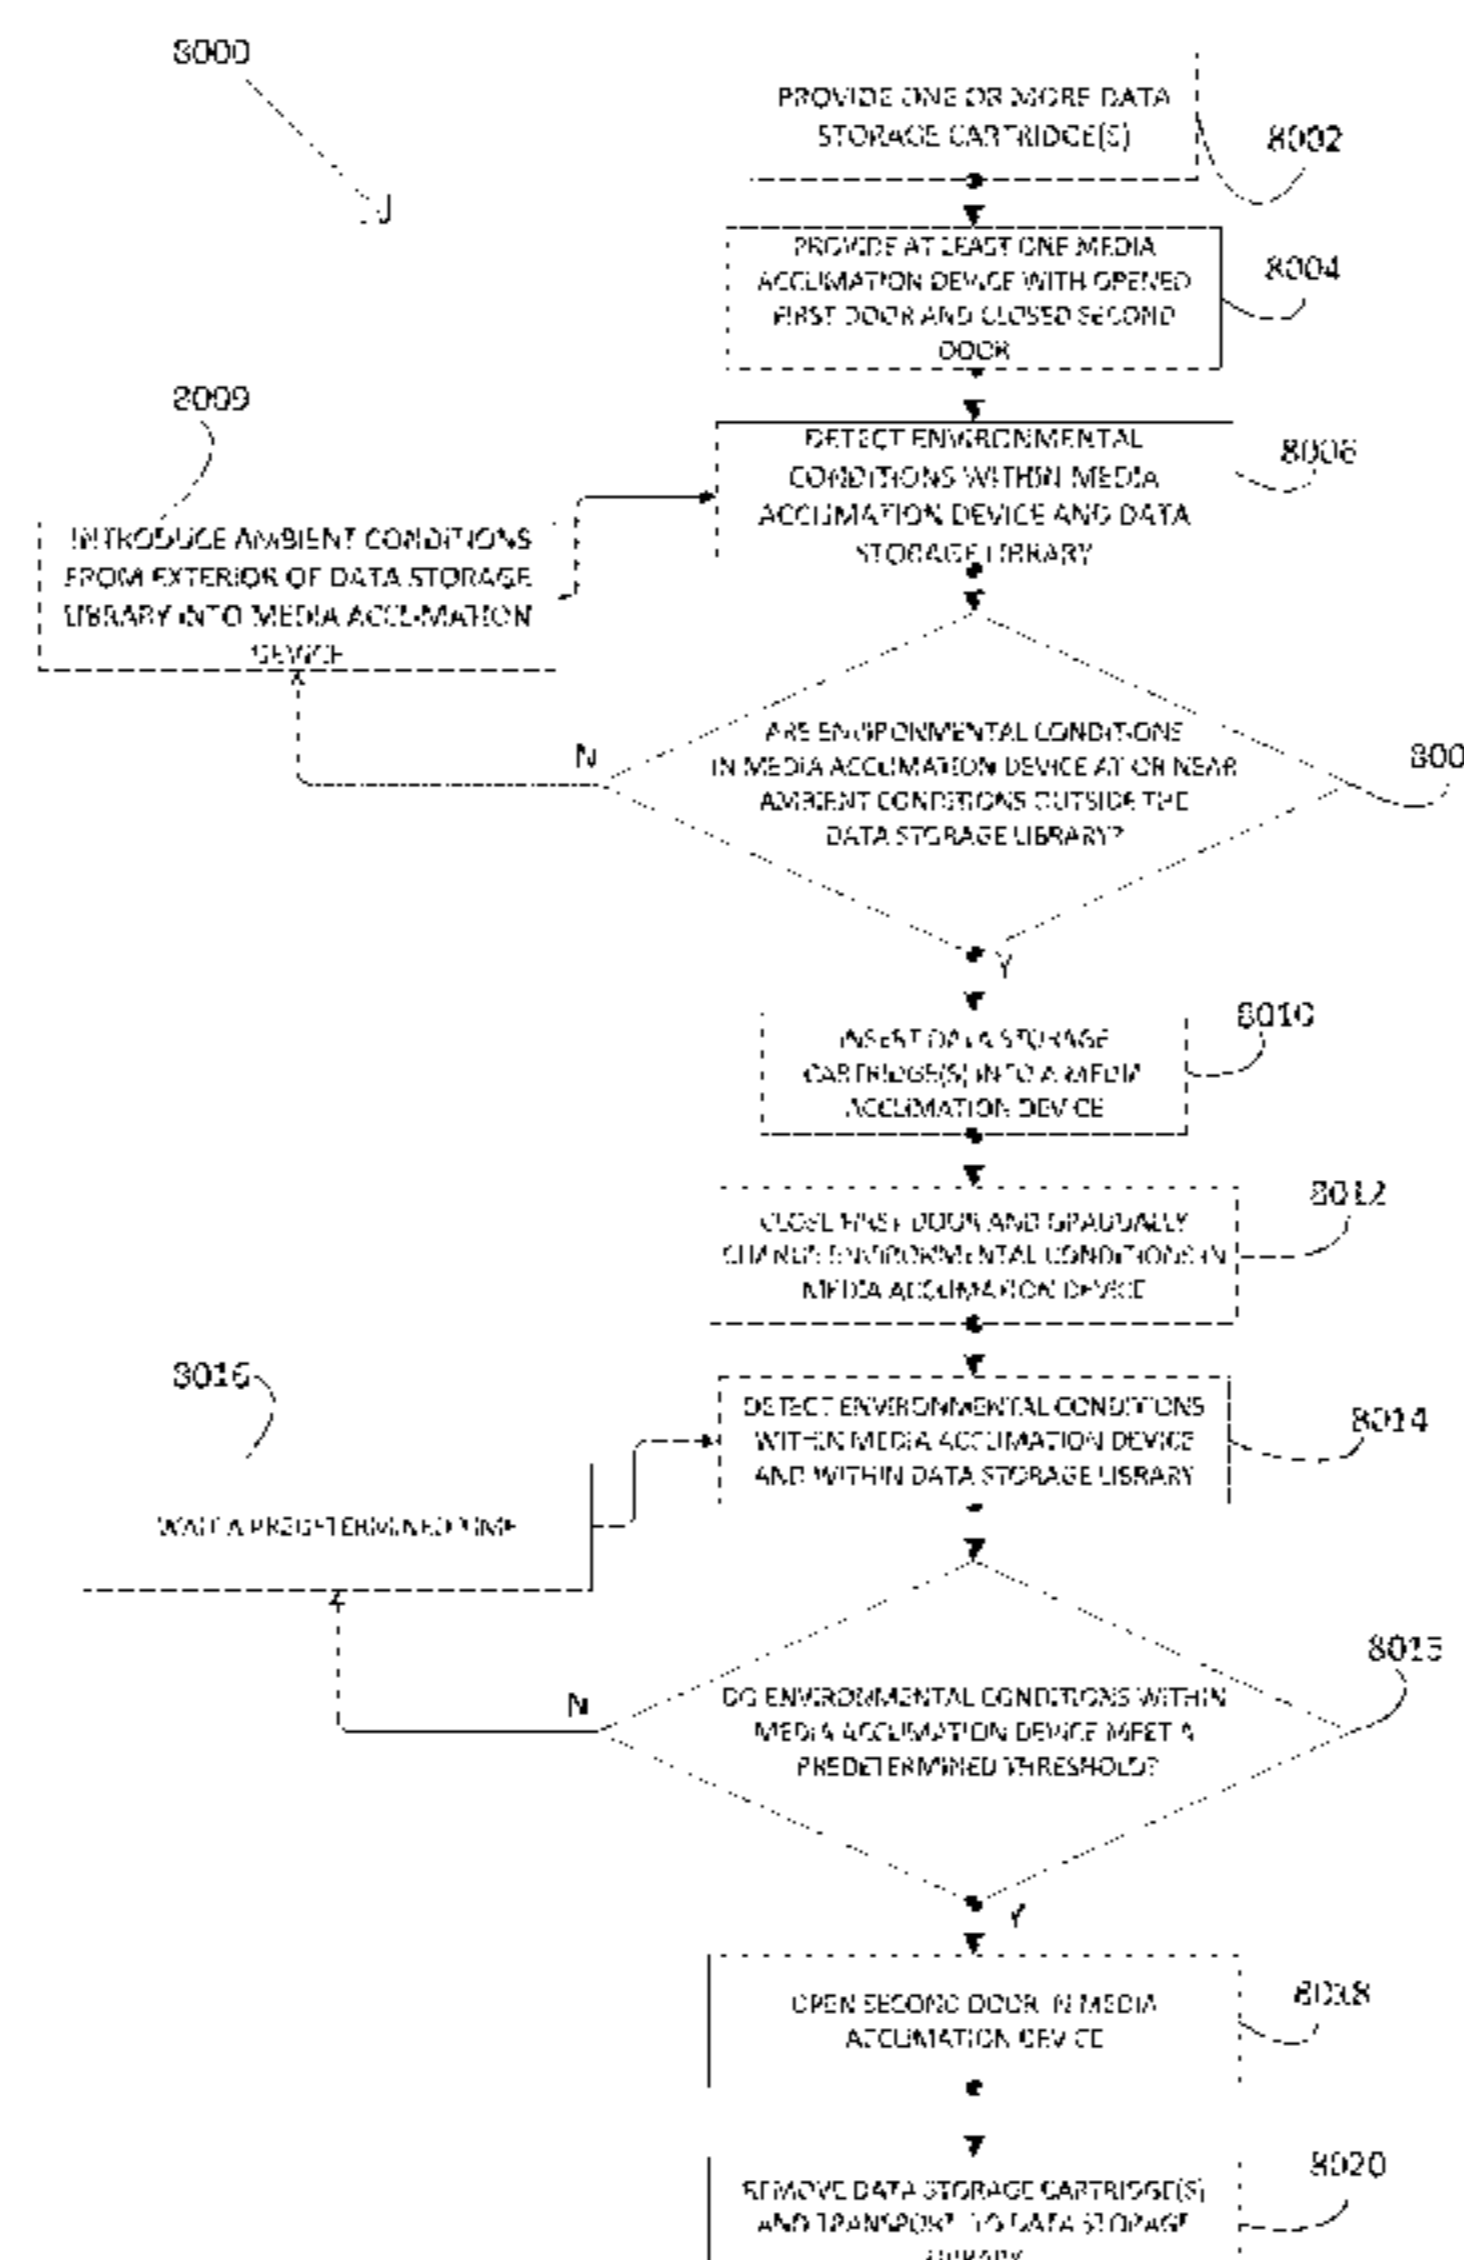 8000
PROVIDE ONE OR MORE DATA
STORAGE CARTRIDGE(S)
8002
PROVIDE AT LEAST ONE MEDIA
ACCLIMATION DEVICE WITH OPENED
FIRST DOOR AND CLOSED SECOND
DOOR
8004
8009
DETECT ENVIRONMENTAL
CONDITIONS WITHIN MEDIA
ACCLIMATION DEVICE AND DATA
STORAGE LIBRARY
8006
INTRODUCE AMBIENT CONDITIONS
FROM EXTERIOR OF DATA STORAGE
LIBRARY INTO MEDIA ACCLIMATION
DEVICE
N
ARE ENVIRONMENTAL CONDITIONS
IN MEDIA ACCLIMATION DEVICE AT OR NEAR
AMBIENT CONDITIONS OUTSIDE THE
DATA STORAGE LIBRARY?
800
Y
INSERT DATA STORAGE
CARTRIDGE(S) INTO A MEDIA
ACCLIMATION DEVICE
8010
CLOSE FIRST DOOR AND GRADUALLY
CHANGE ENVIRONMENTAL CONDITIONS IN
MEDIA ACCLIMATION DEVICE
8012
8016
DETECT ENVIRONMENTAL CONDITIONS
WITHIN MEDIA ACCLIMATION DEVICE
AND WITHIN DATA STORAGE LIBRARY
8014
WAIT A PREDETERMINED TIME
N
DO ENVIRONMENTAL CONDITIONS WITHIN
MEDIA ACCLIMATION DEVICE MEET A
PREDETERMINED THRESHOLD?
8015
Y
OPEN SECOND DOOR IN MEDIA
ACCLIMATION DEVICE
8018
REMOVE DATA STORAGE CARTRIDGE(S)
AND TRANSPORT TO DATA STORAGE
LIBRARY
8020